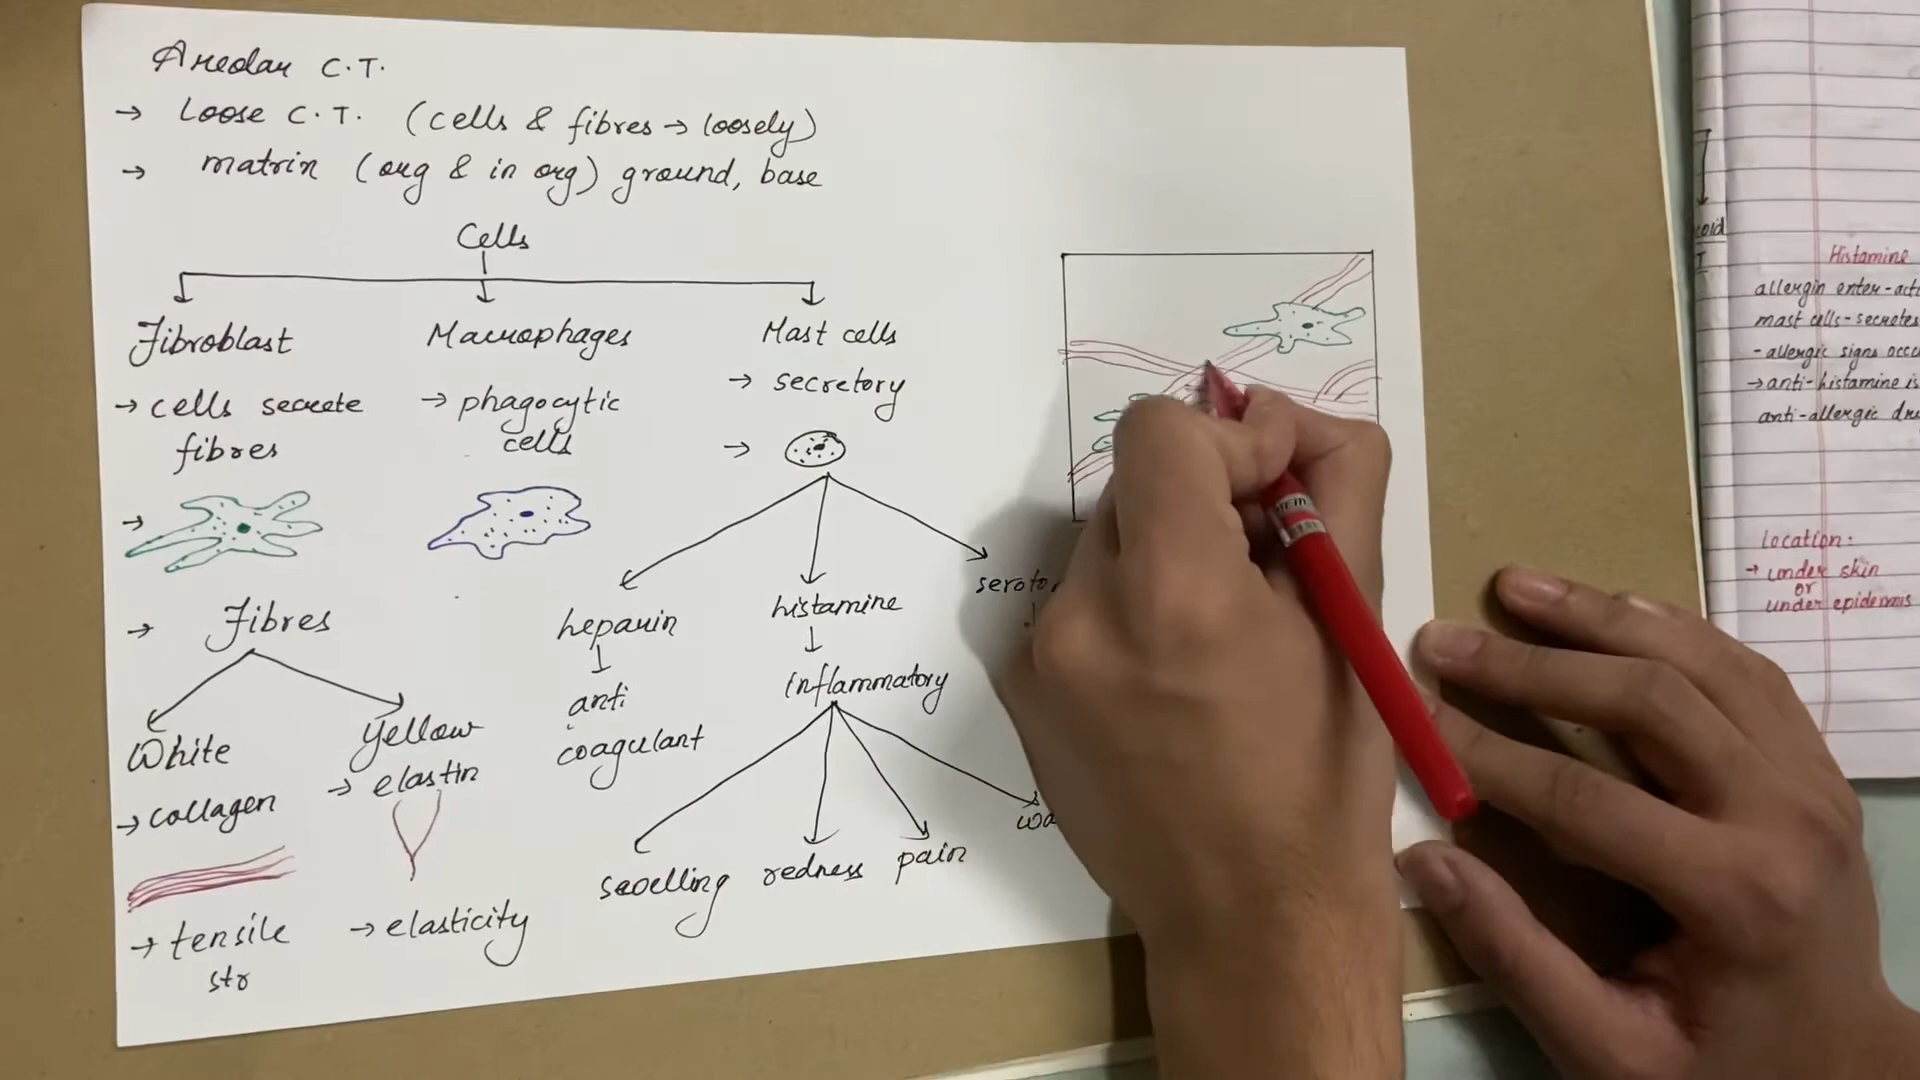 Areolar C.T.
→ Loose C.T. (cells & fibres → loosely)
→ matrix (org & in org) ground, base
Cells
Fibroblast
→ cells secrete
fibres
→
Macrophages
→ phagocytic
cells
Mast cells
→ secretory
→
→ Fibres
White
→ collagen
→ tensile
str
Yellow
→ elastin
→ elasticity
heparin
anti
coagulant
histamine
inflammatory
swelling redness pain
Histamine
allergin enter-
mast cells-secretes
-allergic signs
→ anti-histamine is
anti-allergic
location:
→ under skin
or
under epidermis